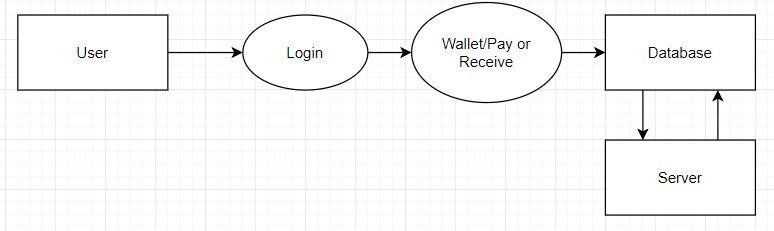 User
Login
Wallet/Pay or
Receive
Database
Server